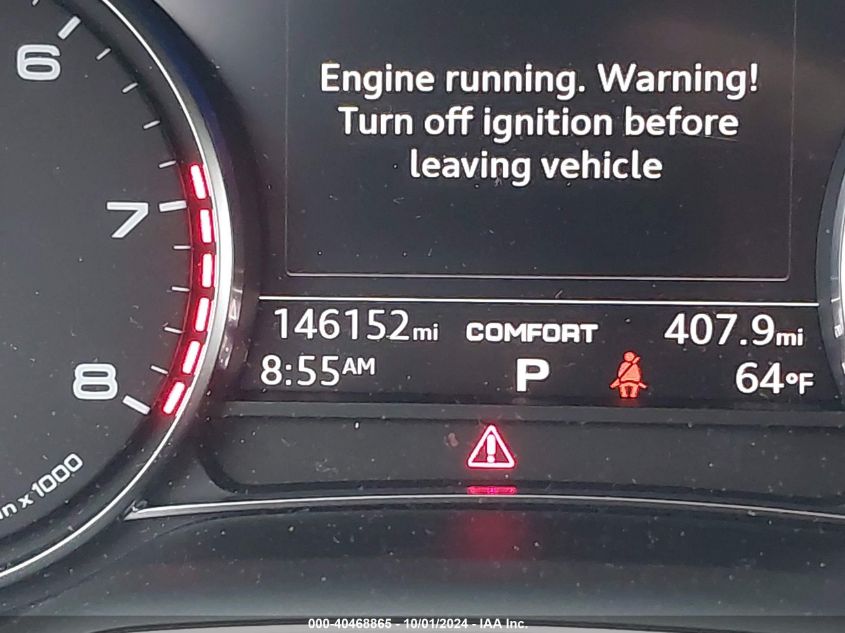 6
7
8
n x 1000
Engine running. Warning!
Turn off ignition before
leaving vehicle
146152mi COMFORT 407.9mi
8:55AM P 64°F
000-40468865 - 10/01/2024 - IAA Inc.